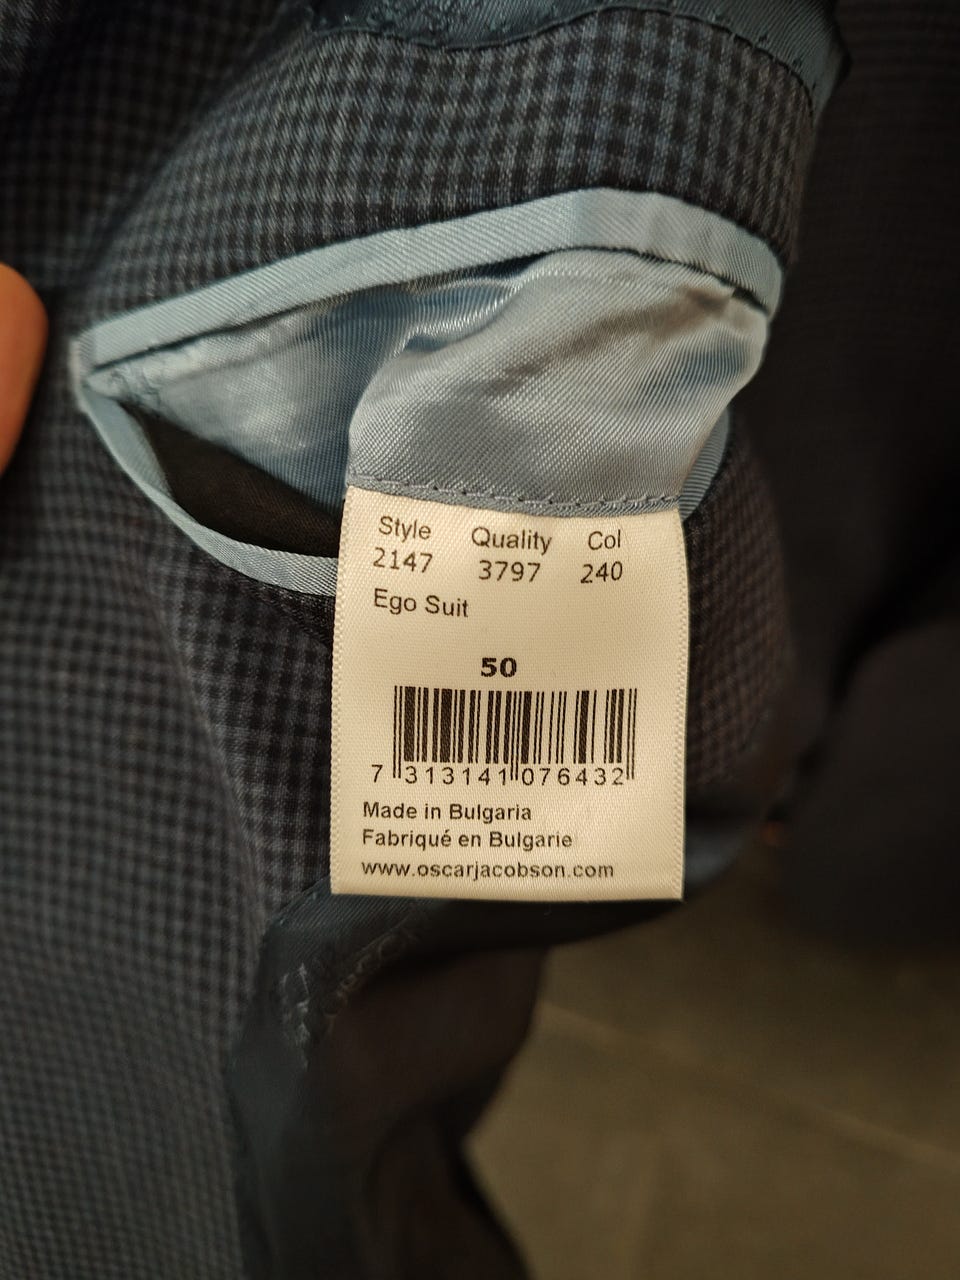 Style Quality Col
2147 3797 240
Ego Suit
50
7 313141 076432
Made in Bulgaria
Fabriqué en Bulgarie
www.oscarjacobson.com